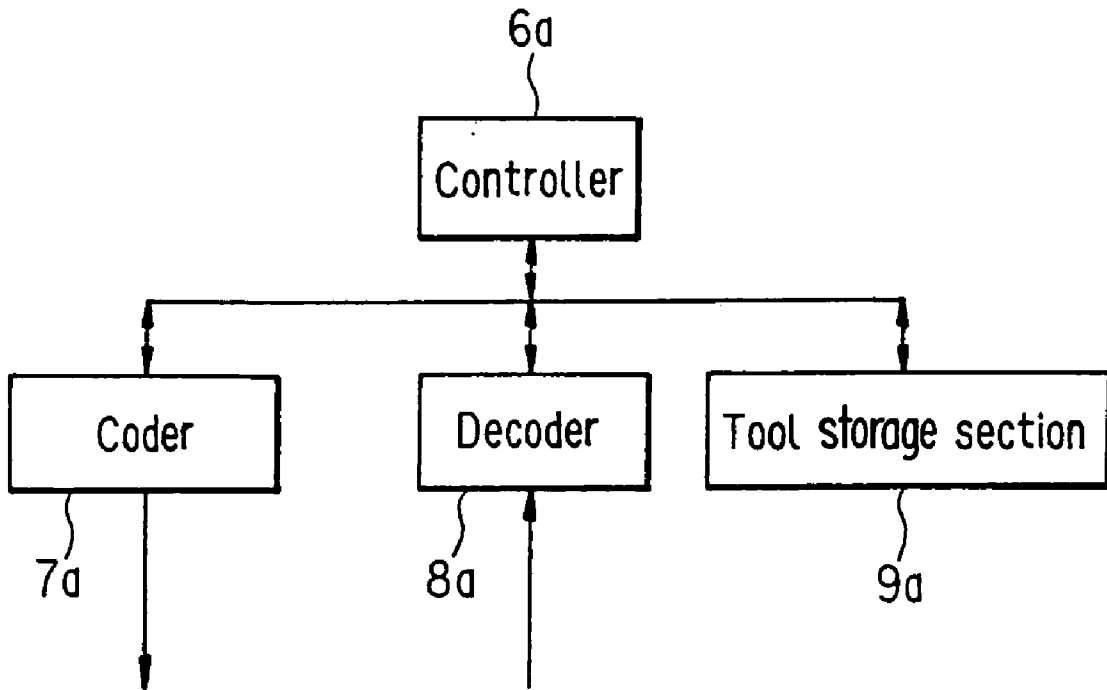 6a
Controller
Coder
Decoder
Tool storage section
7a
8a
9a